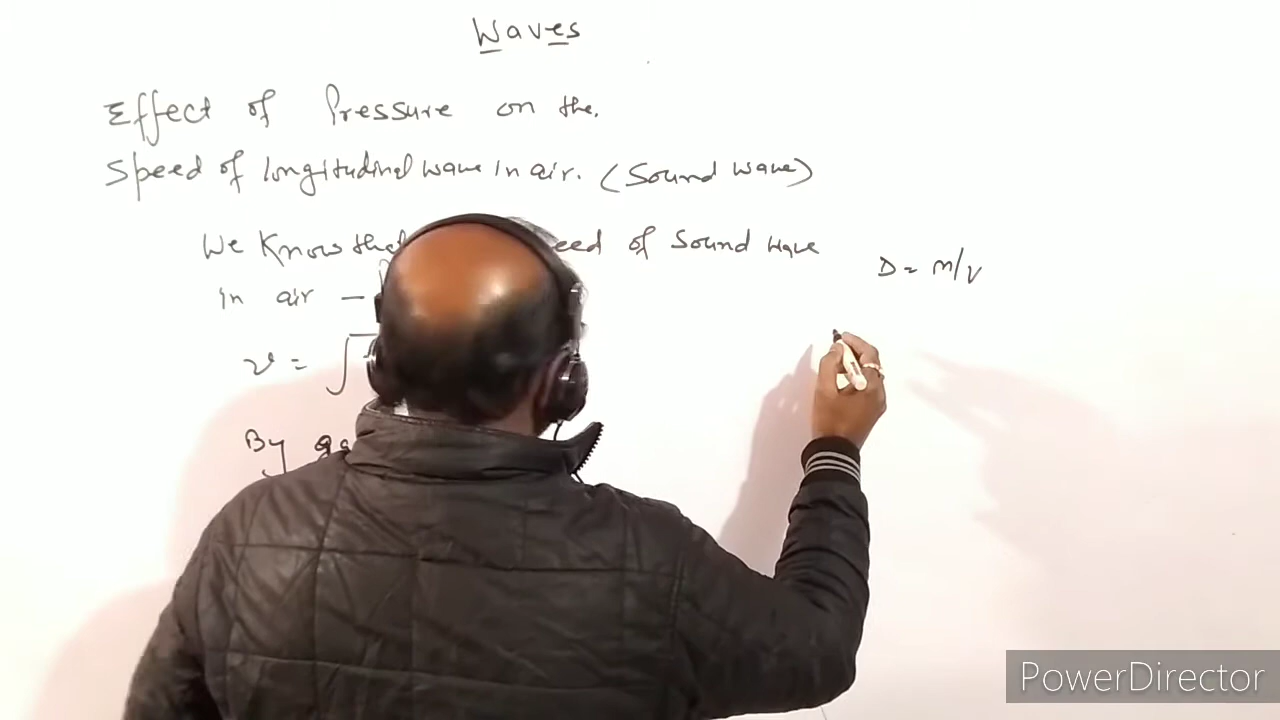 Waves
Effect of Pressure on the.
Speed of longitudinal wave in air. (Sound wave)
We Know that eed of Sound wave
D = m/v
in air —
v =
By
PowerDirector